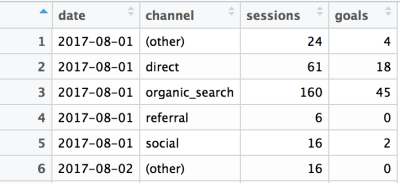 date channel sessions goals
1 2017-08-01 (other) 24 4
2 2017-08-01 direct 61 18
3 2017-08-01 organic_search 160 45
4 2017-08-01 referral 6 0
5 2017-08-01 social 16 2
6 2017-08-02 (other) 16 0